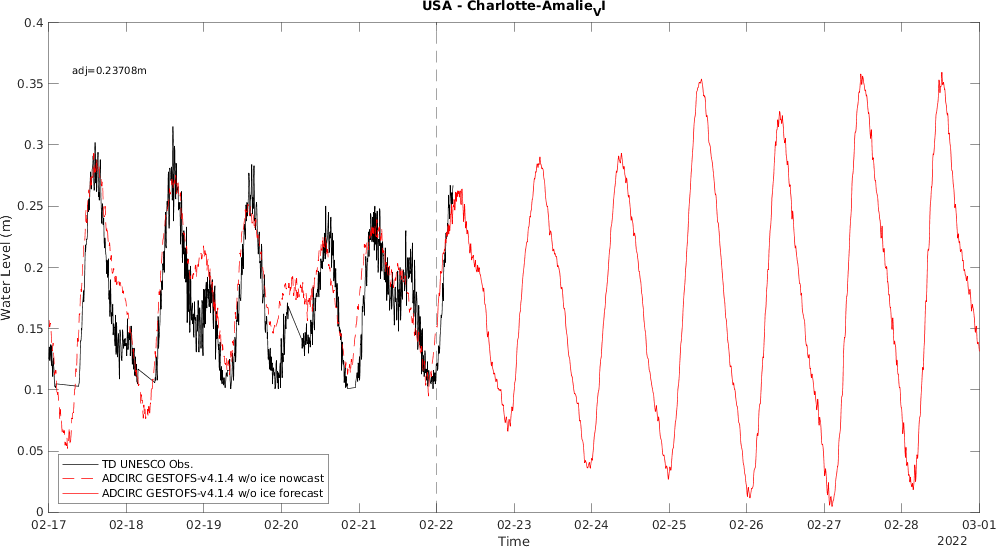 USA - Charlotte-AmalieVI
adj=0.23708m
Water Level (m)
0.4
0.35
0.3
0.25
0.2
0.15
0.1
0.05
0
TD UNESCO Obs.
ADCIRC GESTOFS-v4.1.4 w/o ice nowcast
ADCIRC GESTOFS-v4.1.4 w/o ice forecast
02-17 02-18 02-19 02-20 02-21 02-22 02-23 02-24 02-25 02-26 02-27 02-28 03-01
Time
2022